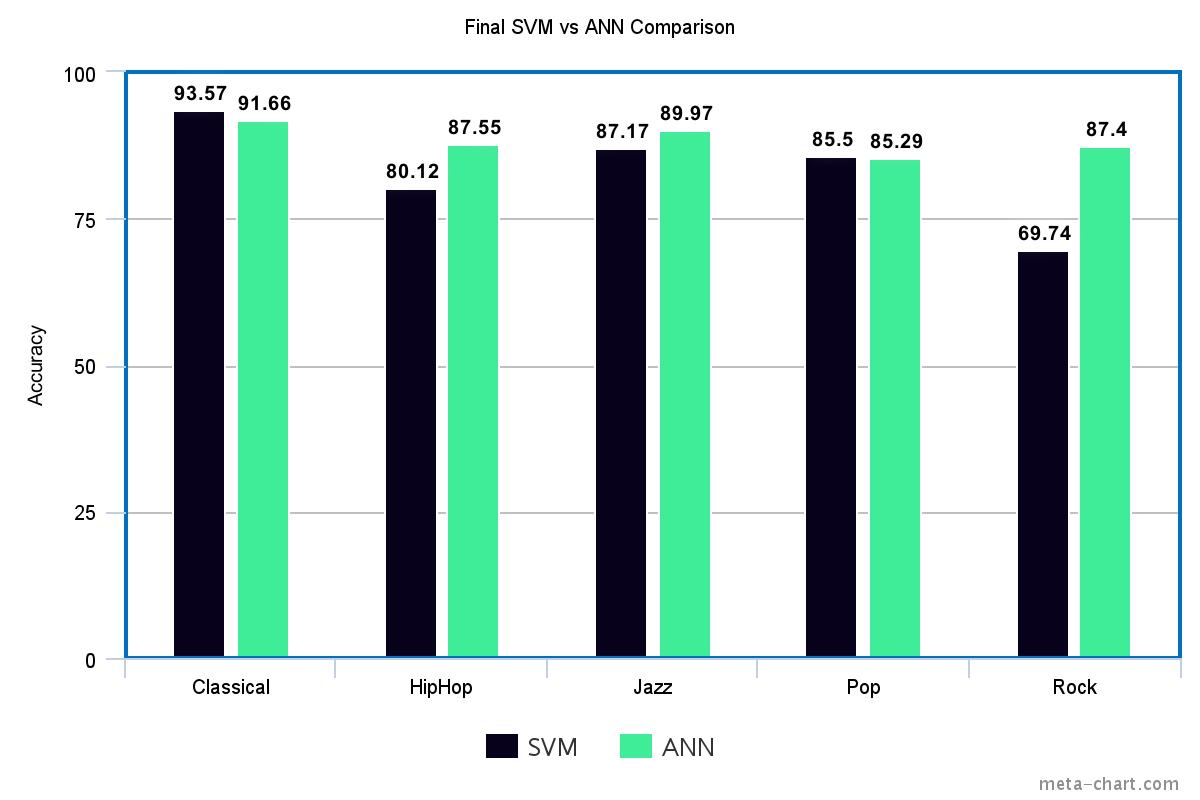 Final SVM vs ANN Comparison
100
75
50
25
0
Accuracy
93.57
91.66
80.12
87.55
87.17
89.97
85.5
85.29
69.74
87.4
Classical
HipHop
Jazz
Pop
Rock
SVM
ANN
meta-chart.com